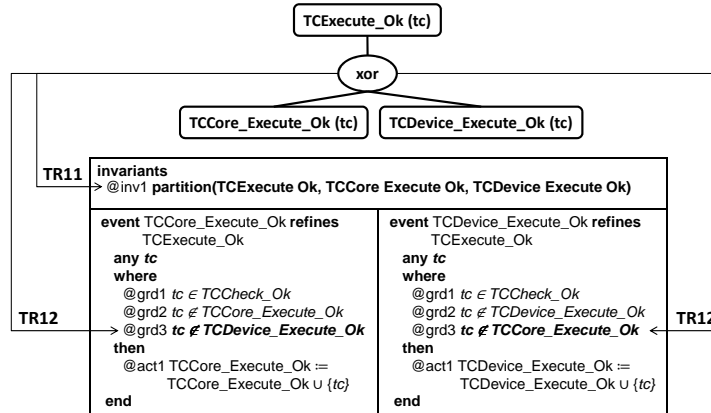 TCExecute_Ok (tc)
xor
TCCore_Execute_Ok (tc)
TCDevice_Execute_Ok (tc)
TR11
invariants
@inv1 partition(TCExecute Ok, TCCore Execute Ok, TCDevice Execute Ok)
event TCCore_Execute_Ok refines
TCExecute_Ok
any tc
where
@grd1 tc ∈ TCCheck_Ok
@grd2 tc ∉ TCCore_Execute_Ok
TR12
@grd3 tc ∉ TCDevice_Execute_Ok
then
@act1 TCCore_Execute_Ok ≔
TCCore_Execute_Ok ∪ {tc}
end
event TCDevice_Execute_Ok refines
TCExecute_Ok
any tc
where
@grd1 tc ∈ TCCheck_Ok
@grd2 tc ∉ TCDevice_Execute_Ok
@grd3 tc ∉ TCCore_Execute_Ok
TR12
then
@act1 TCDevice_Execute_Ok ≔
TCDevice_Execute_Ok ∪ {tc}
end